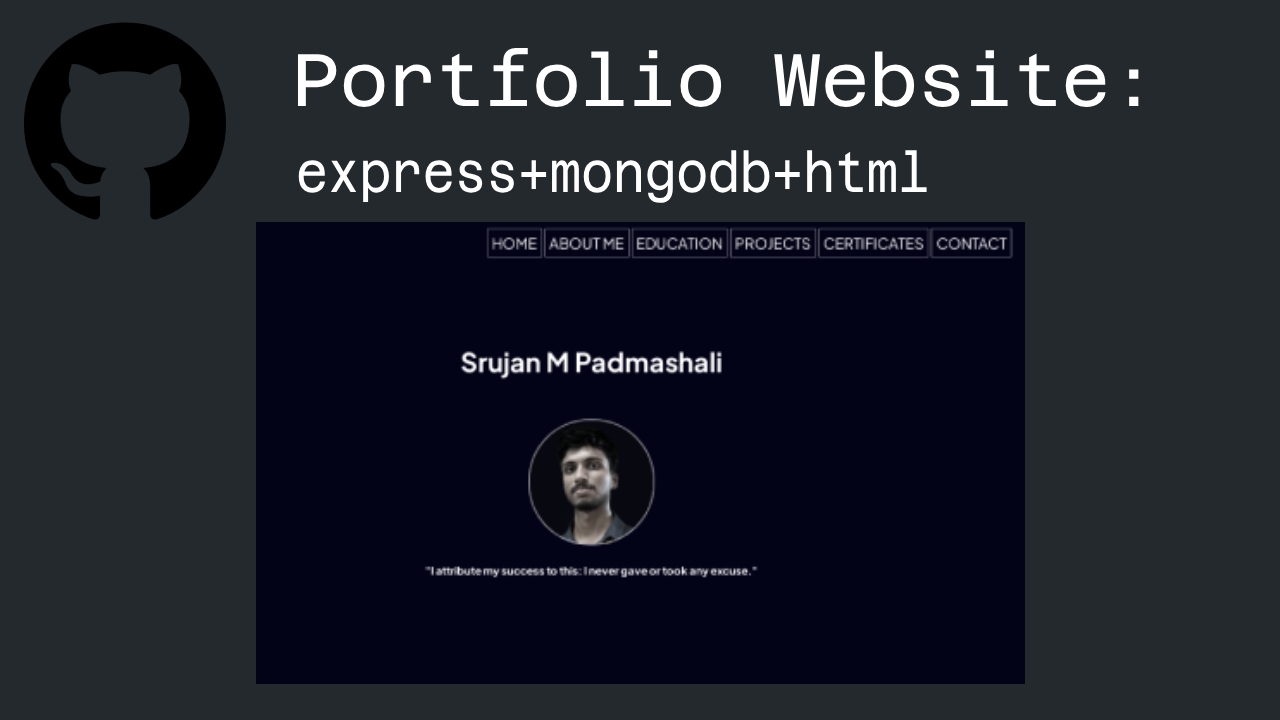 Portfolio Website:
express+mongodb+html
HOME ABOUT ME EDUCATION PROJECTS CERTIFICATES CONTACT
Srujan M Padmashali
"I attribute my success to this: I never gave or took any excuse."